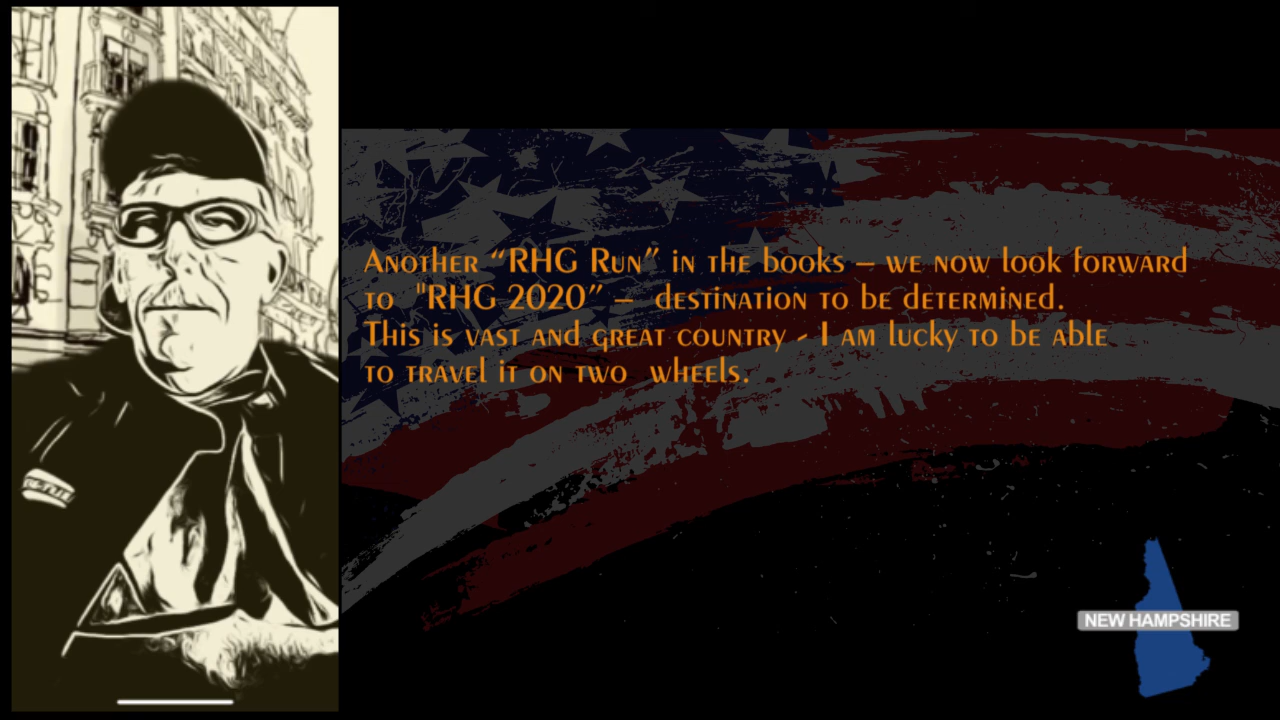 Another “RHG Run” in the books – we now look forward
to "RHG 2020” – destination to be determined.
This is vast and great country - I am lucky to be able
to travel it on two wheels.
NEW HAMPSHIRE